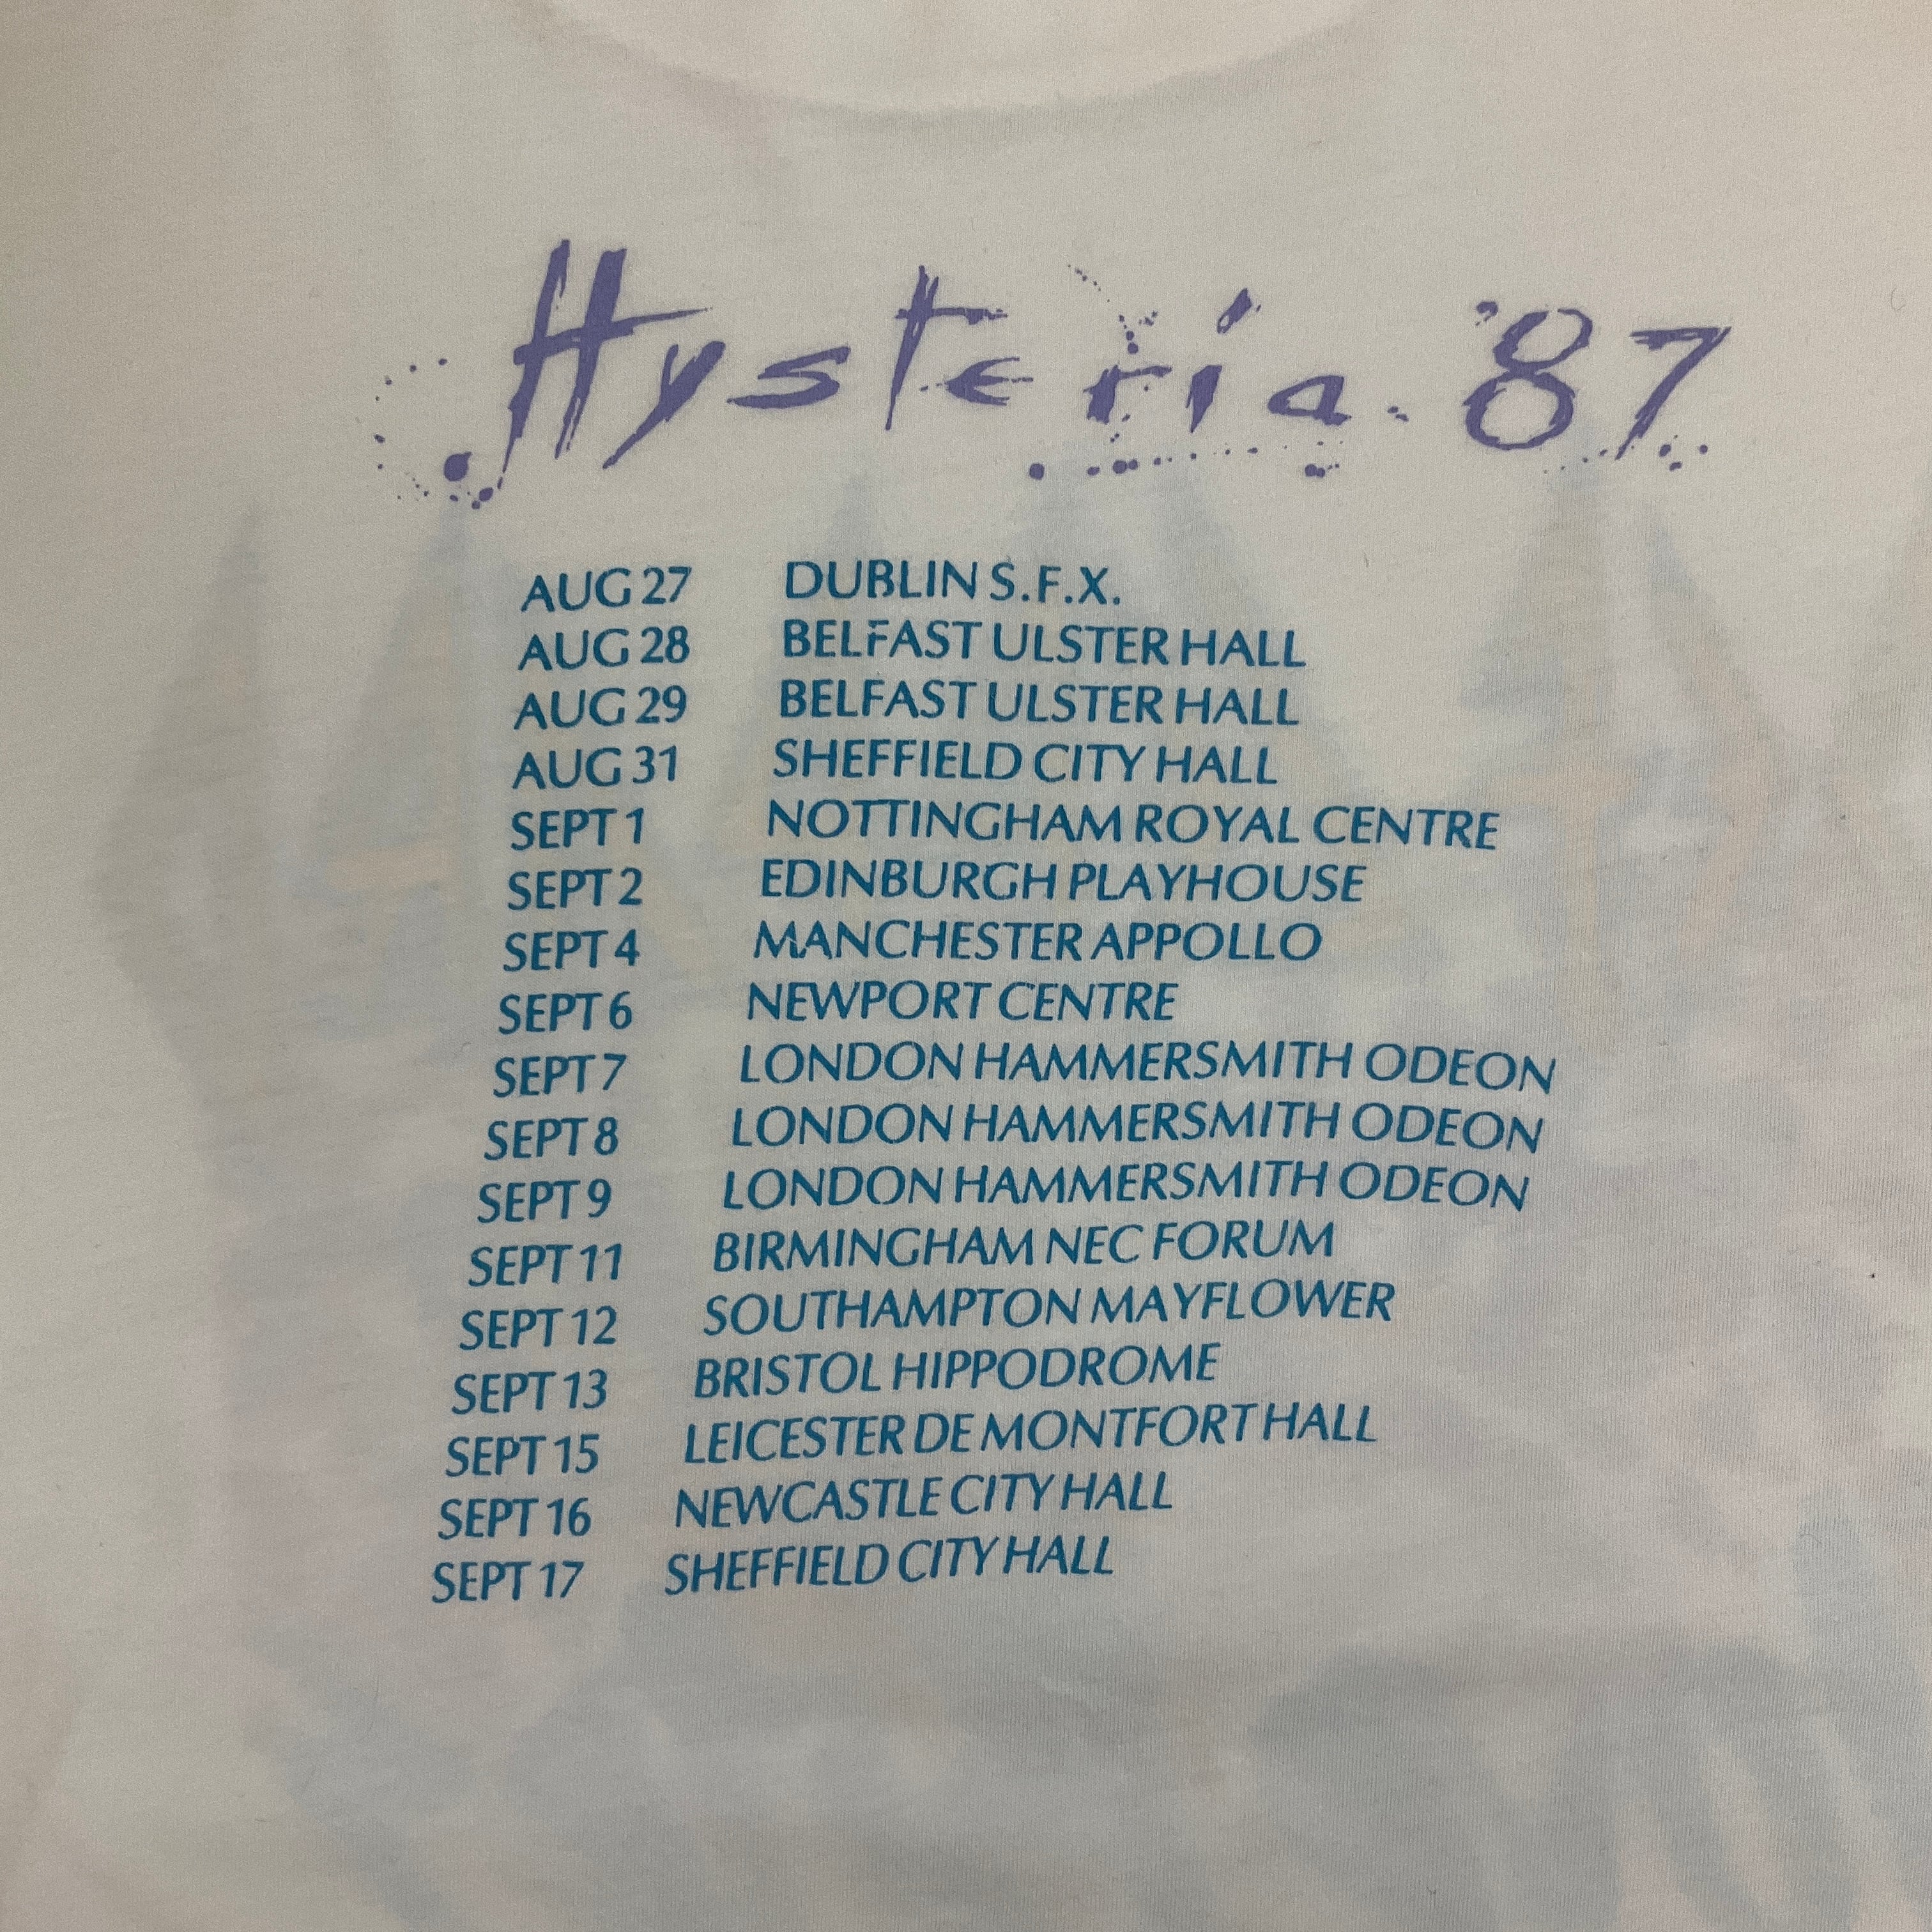 Hysteria. '87
AUG 27 DUBLIN S.F.X.
AUG 28 BELFAST ULSTER HALL
AUG 29 BELFAST ULSTER HALL
AUG 31 SHEFFIELD CITY HALL
SEPT 1 NOTTINGHAM ROYAL CENTRE
SEPT 2 EDINBURGH PLAYHOUSE
SEPT 4 MANCHESTER APPOLLO
SEPT 6 NEWPORT CENTRE
SEPT 7 LONDON HAMMERSMITH ODEON
SEPT 8 LONDON HAMMERSMITH ODEON
SEPT 9 LONDON HAMMERSMITH ODEON
SEPT 11 BIRMINGHAM NEC FORUM
SEPT 12 SOUTHAMPTON MAYFLOWER
SEPT 13 BRISTOL HIPPODROME
SEPT 15 LEICESTER DE MONTFORT HALL
SEPT 16 NEWCASTLE CITY HALL
SEPT 17 SHEFFIELD CITY HALL